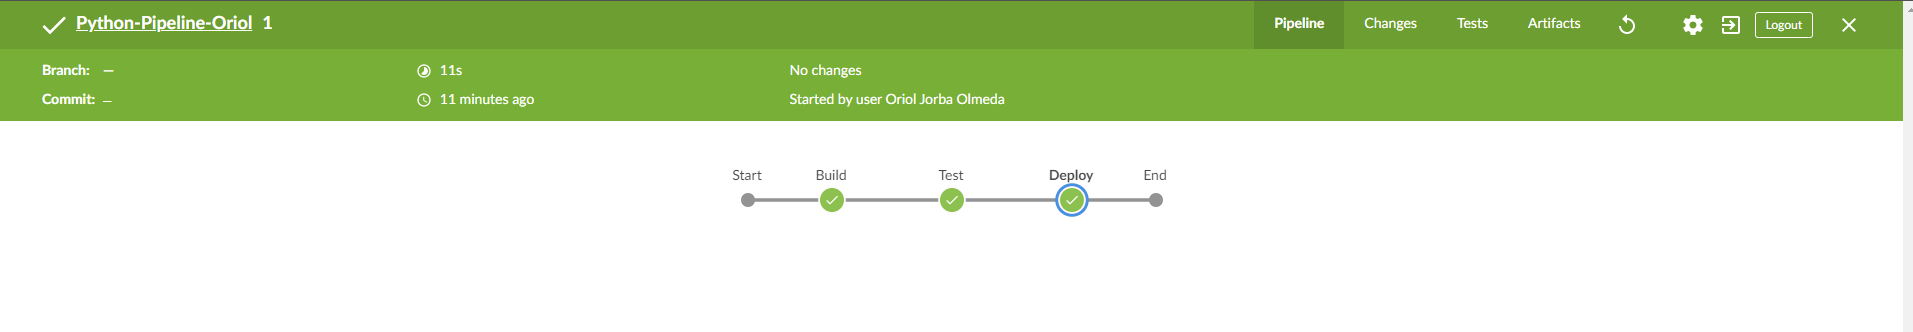 Python-Pipeline-Oriol 1
Pipeline Changes Tests Artifacts Logout
Branch: — 11s No changes
Commit: — 11 minutes ago Started by user Oriol Jorba Olmeda
Start Build Test Deploy End